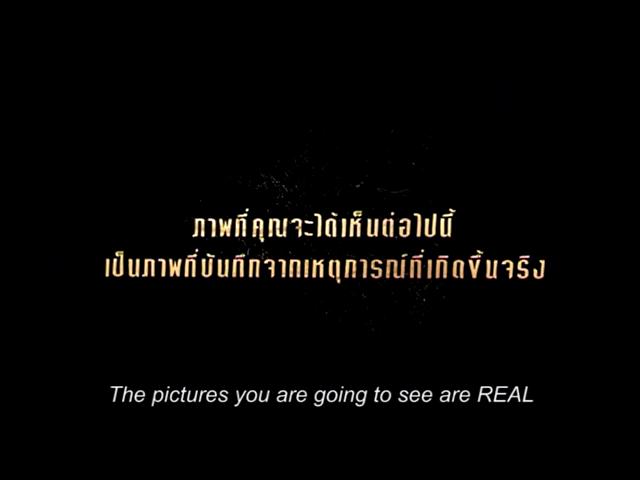 ภาพที่คุณจะได้เห็นต่อไปนี้
เป็นภาพที่บันทึกจากเหตุการณ์ที่เกิดขึ้นจริง
The pictures you are going to see are REAL